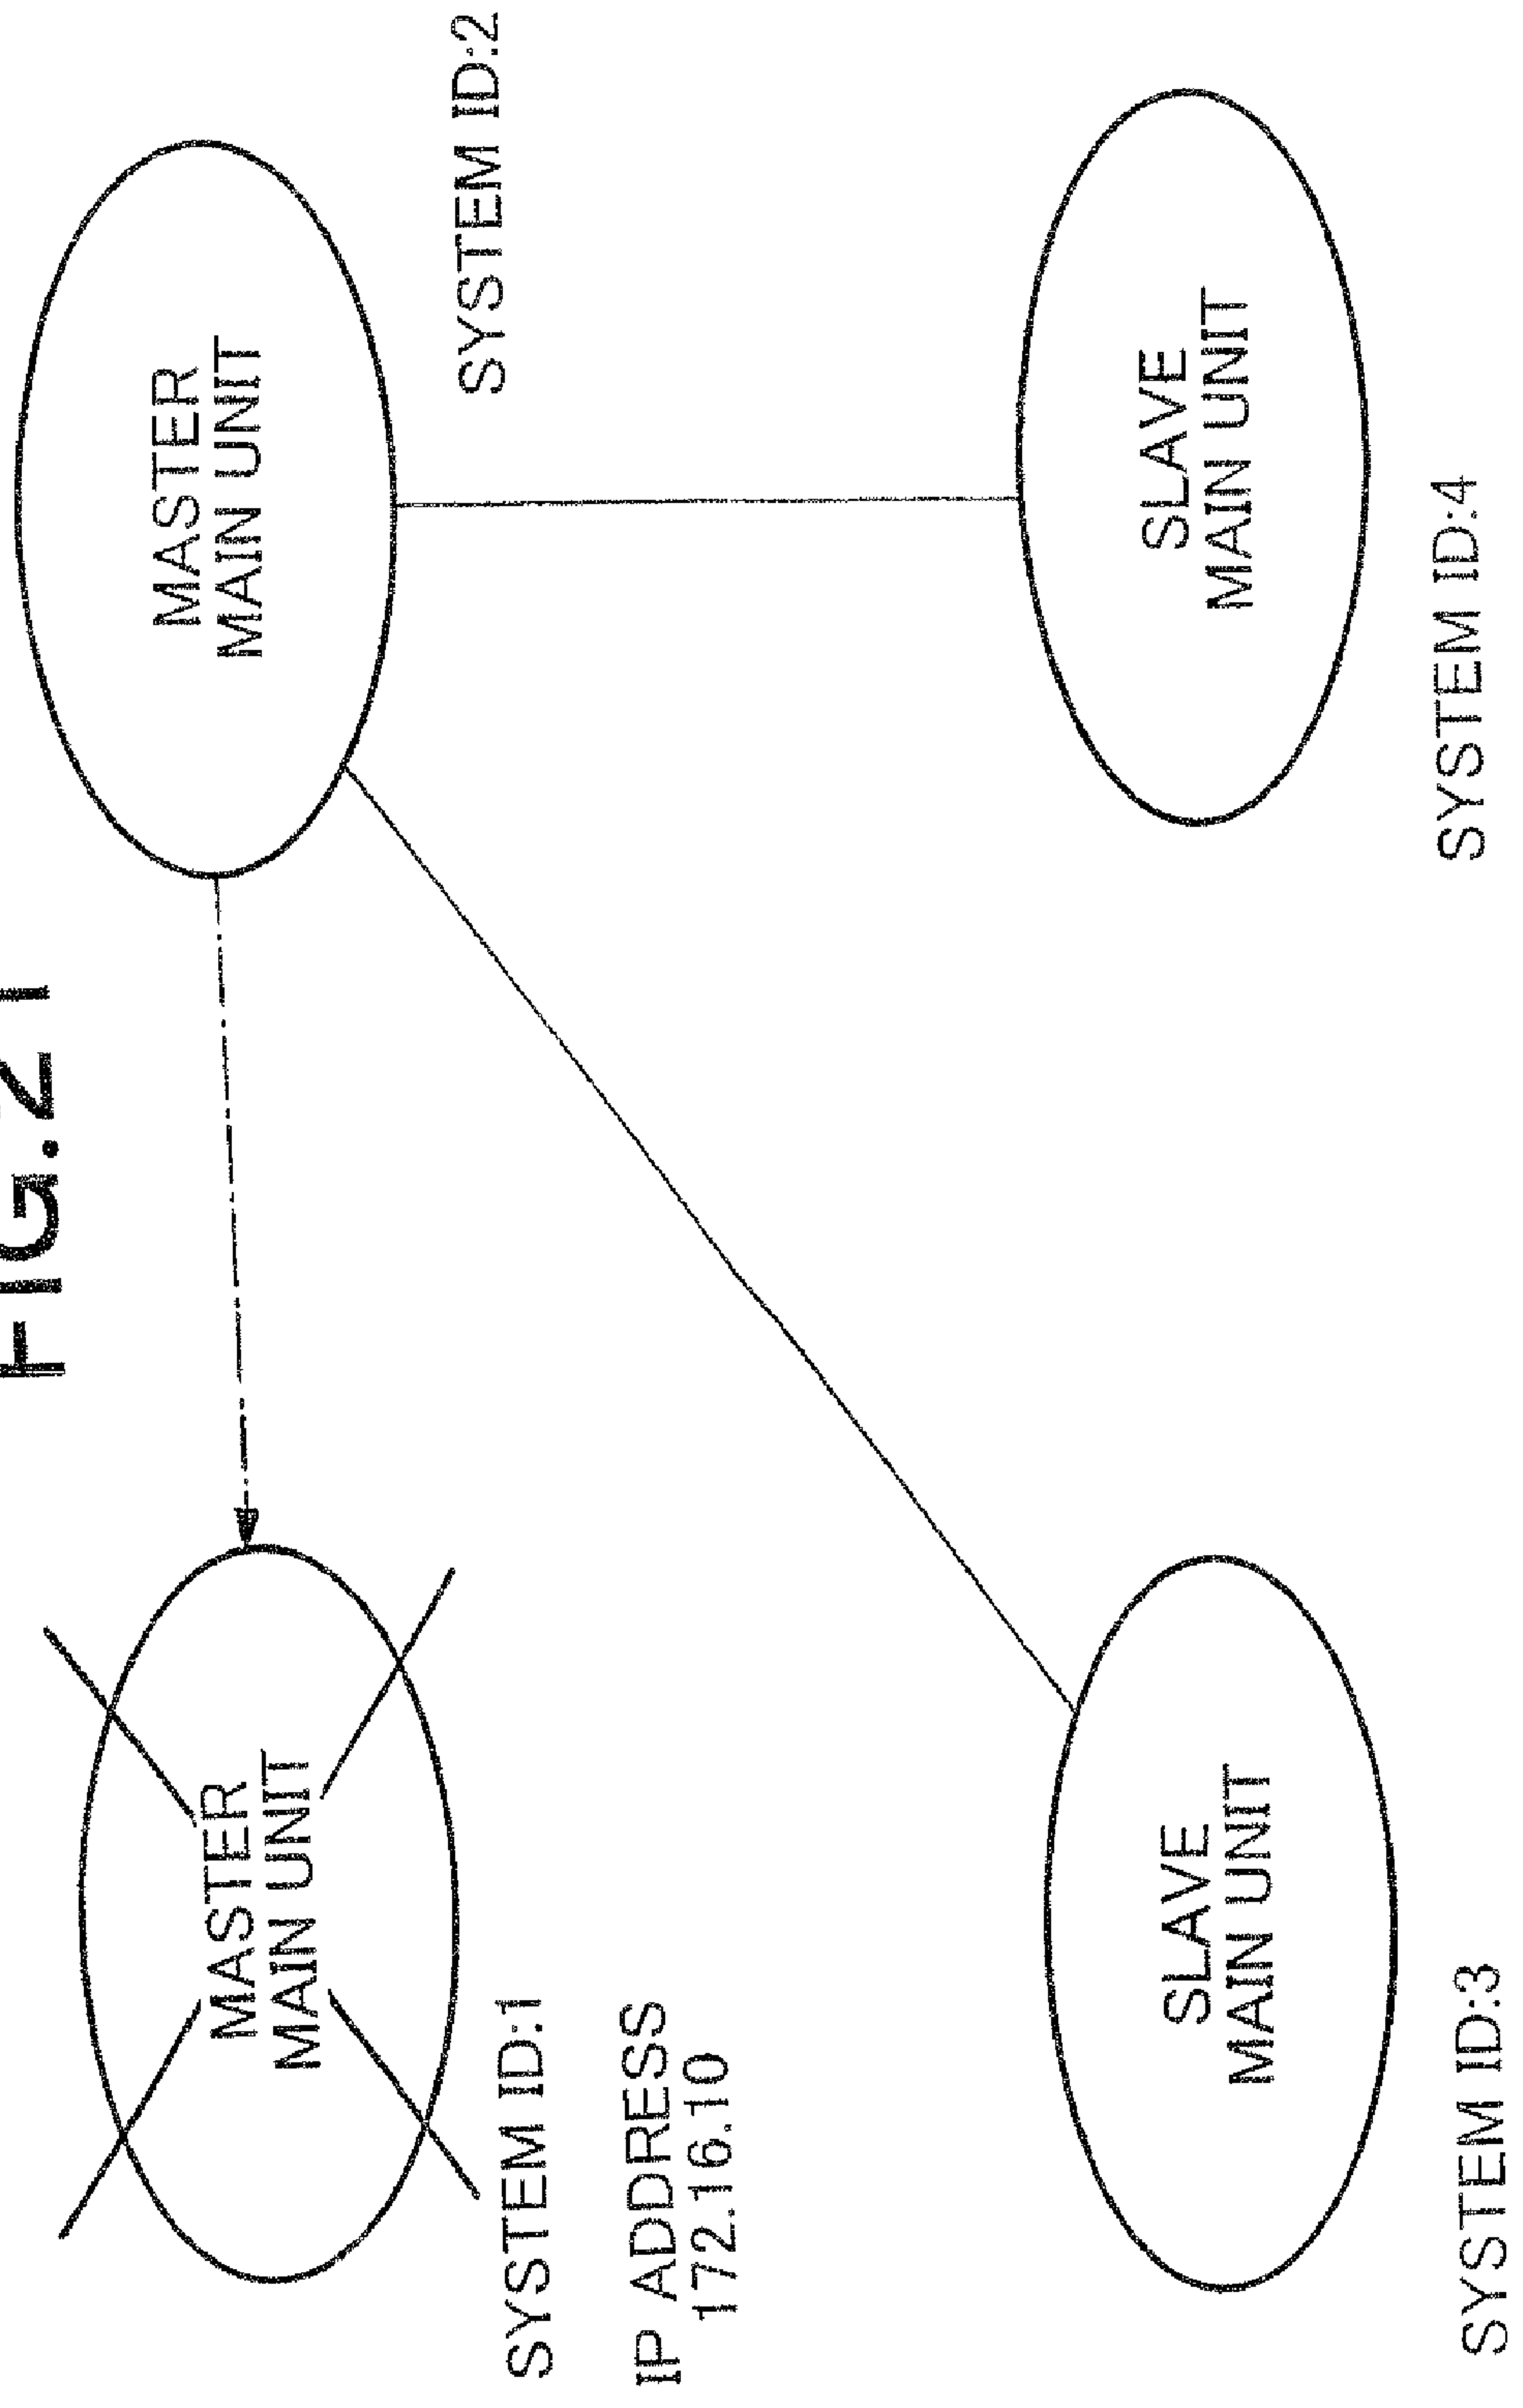 FIG.21
MASTER
MAIN UNIT
SYSTEM ID:1
IP ADDRESS
172.16.10
MASTER
MAIN UNIT
SYSTEM ID:2
SLAVE
MAIN UNIT
SYSTEM ID:3
SLAVE
MAIN UNIT
SYSTEM ID:4